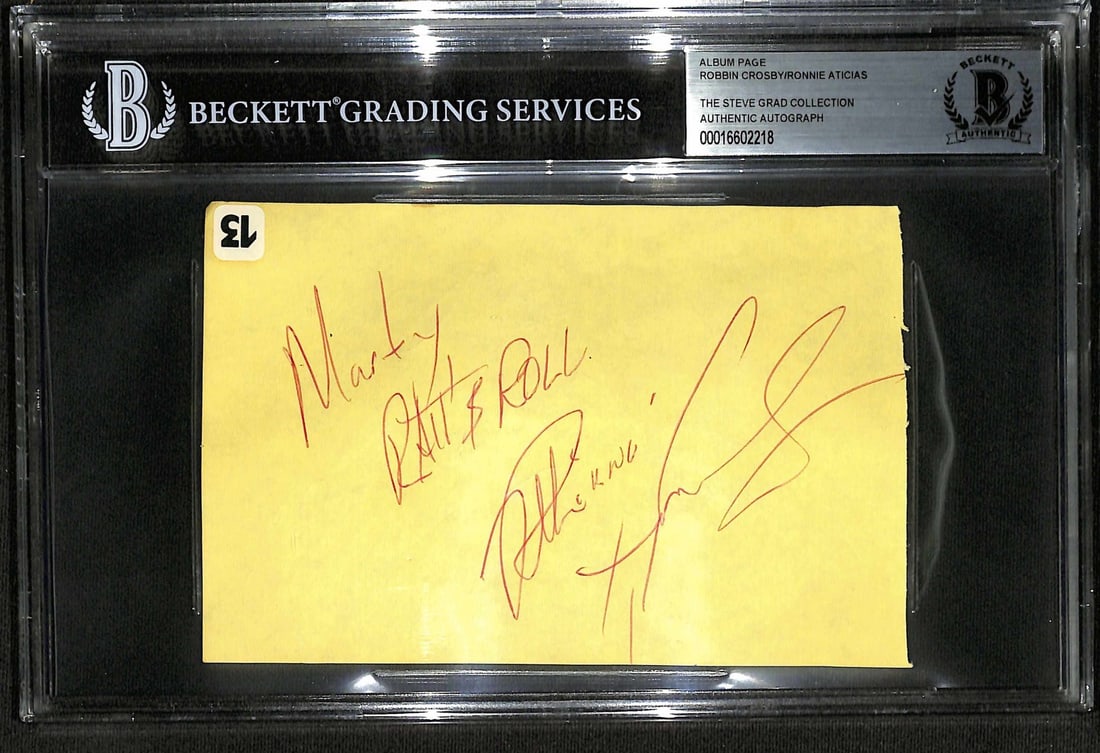 B BECKETT® GRADING SERVICES
ALBUM PAGE
ROBBIN CROSBY/RONNIE ATICIAS
THE STEVE GRAD COLLECTION
AUTHENTIC AUTOGRAPH
00016602218
BECKETT
B
AUTHENTIC
13
Marty
RATT & ROLL
KING